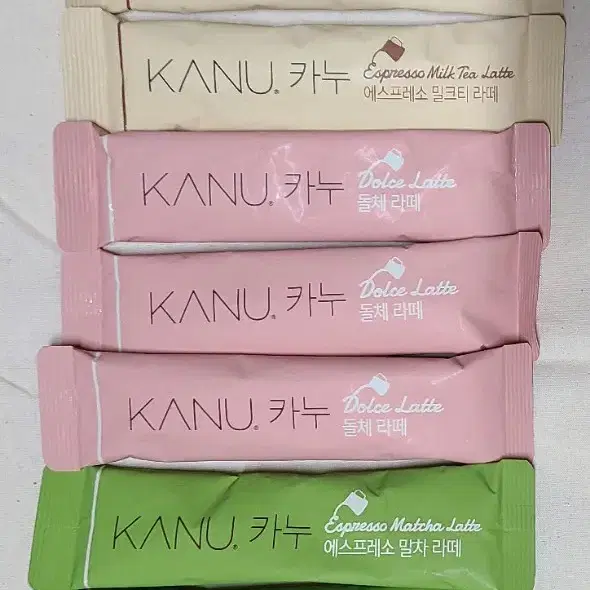 KANU 카누 Espresso Milk Tea Latte
에스프레소 밀크티 라떼
KANU 카누 Dolce Latte
돌체 라떼
KANU 카누 Dolce Latte
돌체 라떼
KANU 카누 Dolce Latte
돌체 라떼
KANU 카누 Espresso Matcha Latte
에스프레소 말차 라떼